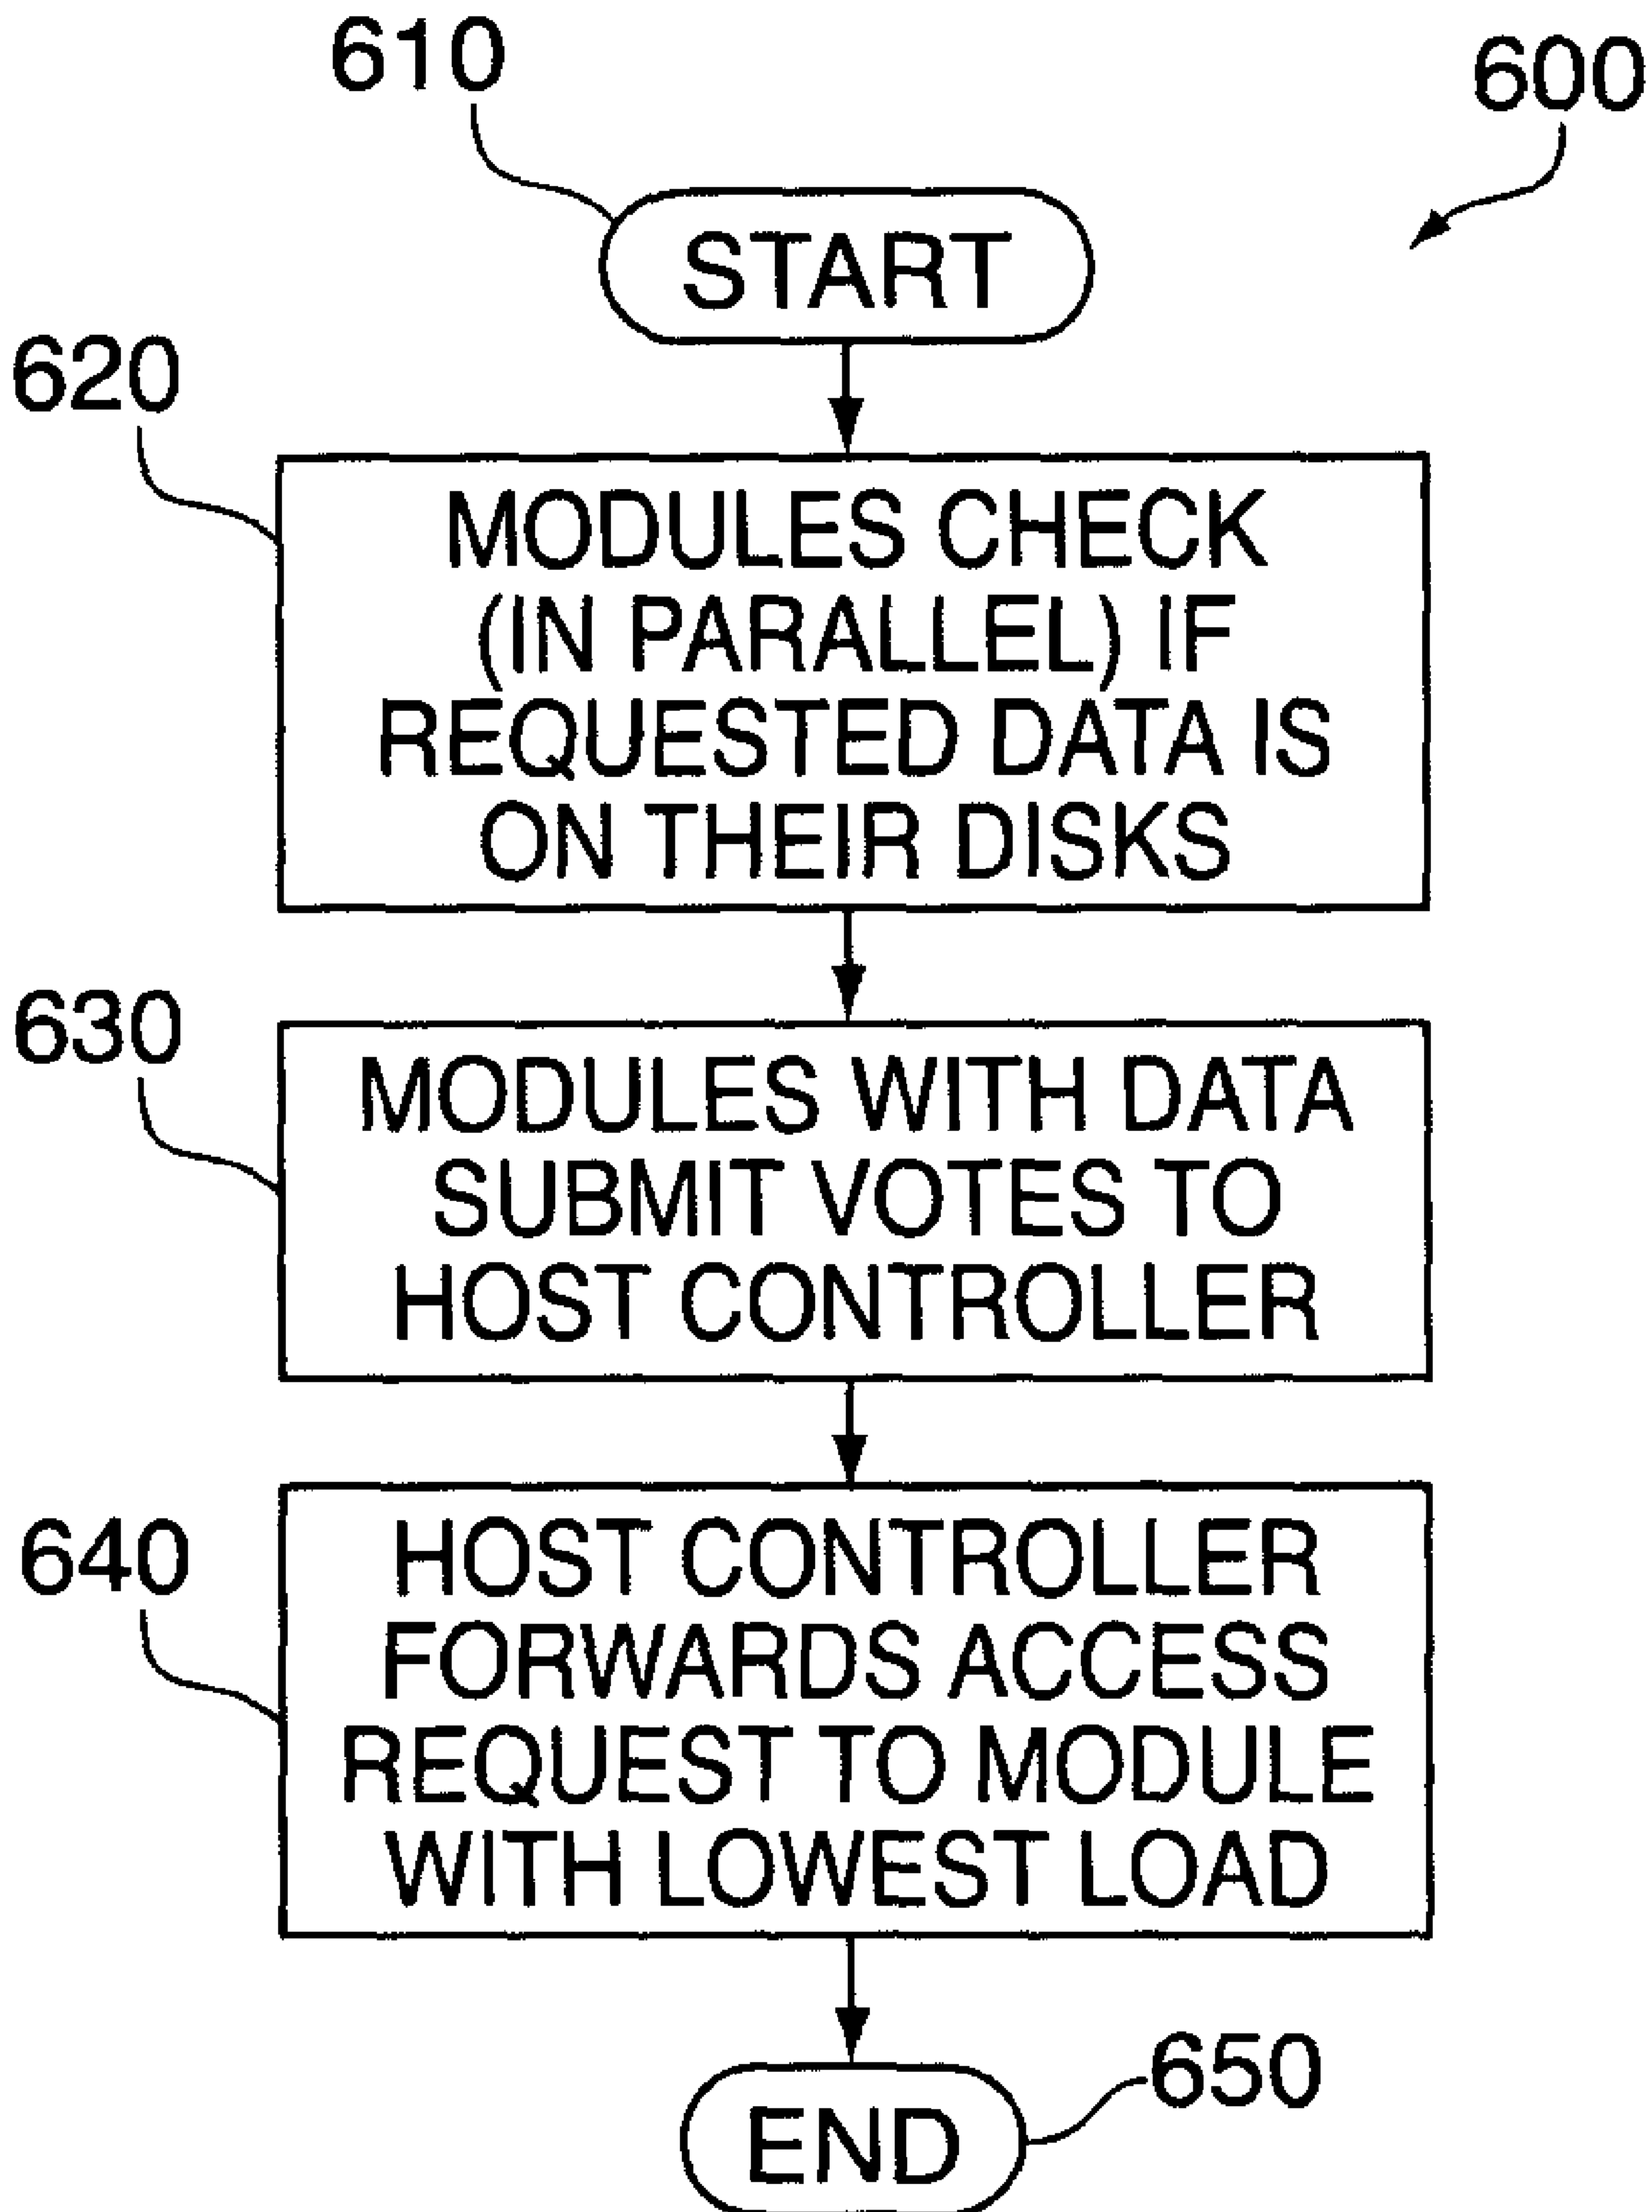 610
600
START
620
MODULES CHECK
(IN PARALLEL) IF
REQUESTED DATA IS
ON THEIR DISKS
630
MODULES WITH DATA
SUBMIT VOTES TO
HOST CONTROLLER
640
HOST CONTROLLER
FORWARDS ACCESS
REQUEST TO MODULE
WITH LOWEST LOAD
650
END